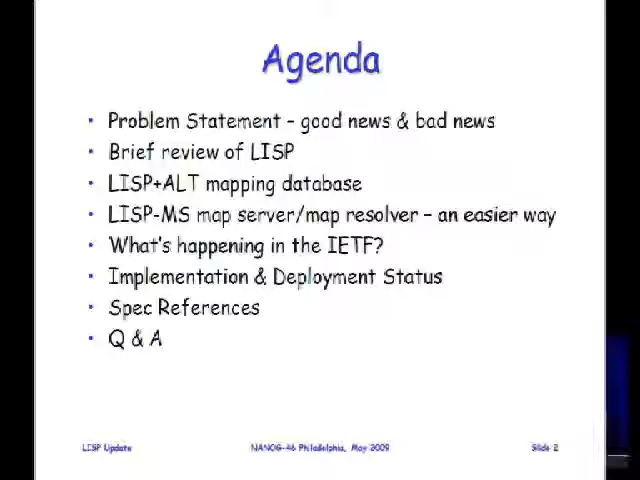 Agenda
• Problem Statement – good news & bad news
• Brief review of LISP
• LISP+ALT mapping database
• LISP-MS map server/map resolver – an easier way
• What's happening in the IETF?
• Implementation & Deployment Status
• Spec References
• Q & A
LISP Update NANOG-46 Philadelphia, May 2009 Slide 2